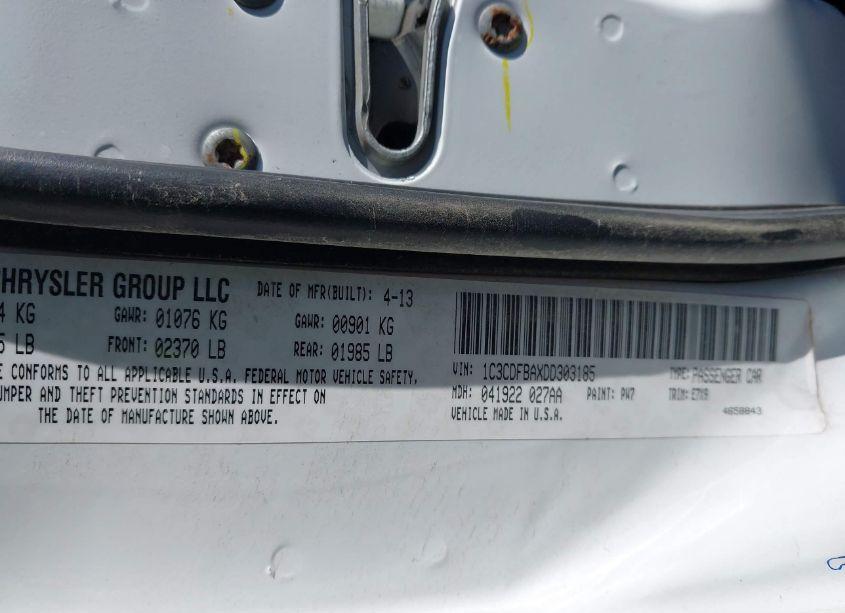 CHRYSLER GROUP LLC DATE OF MFR(BUILT): 4-13
4 KG GAWR: 01076 KG GAWR: 00901 KG
5 LB FRONT: 02370 LB REAR: 01985 LB
E CONFORMS TO ALL APPLICABLE U.S.A. FEDERAL MOTOR VEHICLE SAFETY,
UMPER AND THEFT PREVENTION STANDARDS IN EFFECT ON
THE DATE OF MANUFACTURE SHOWN ABOVE.
VIN: 1C3CDFBAXDD303185 TYPE: PASSENGER CAR
MDH: 041922 027AA PAINT: PW7 TRIM: E7X9
VEHICLE MADE IN U.S.A. 4658843